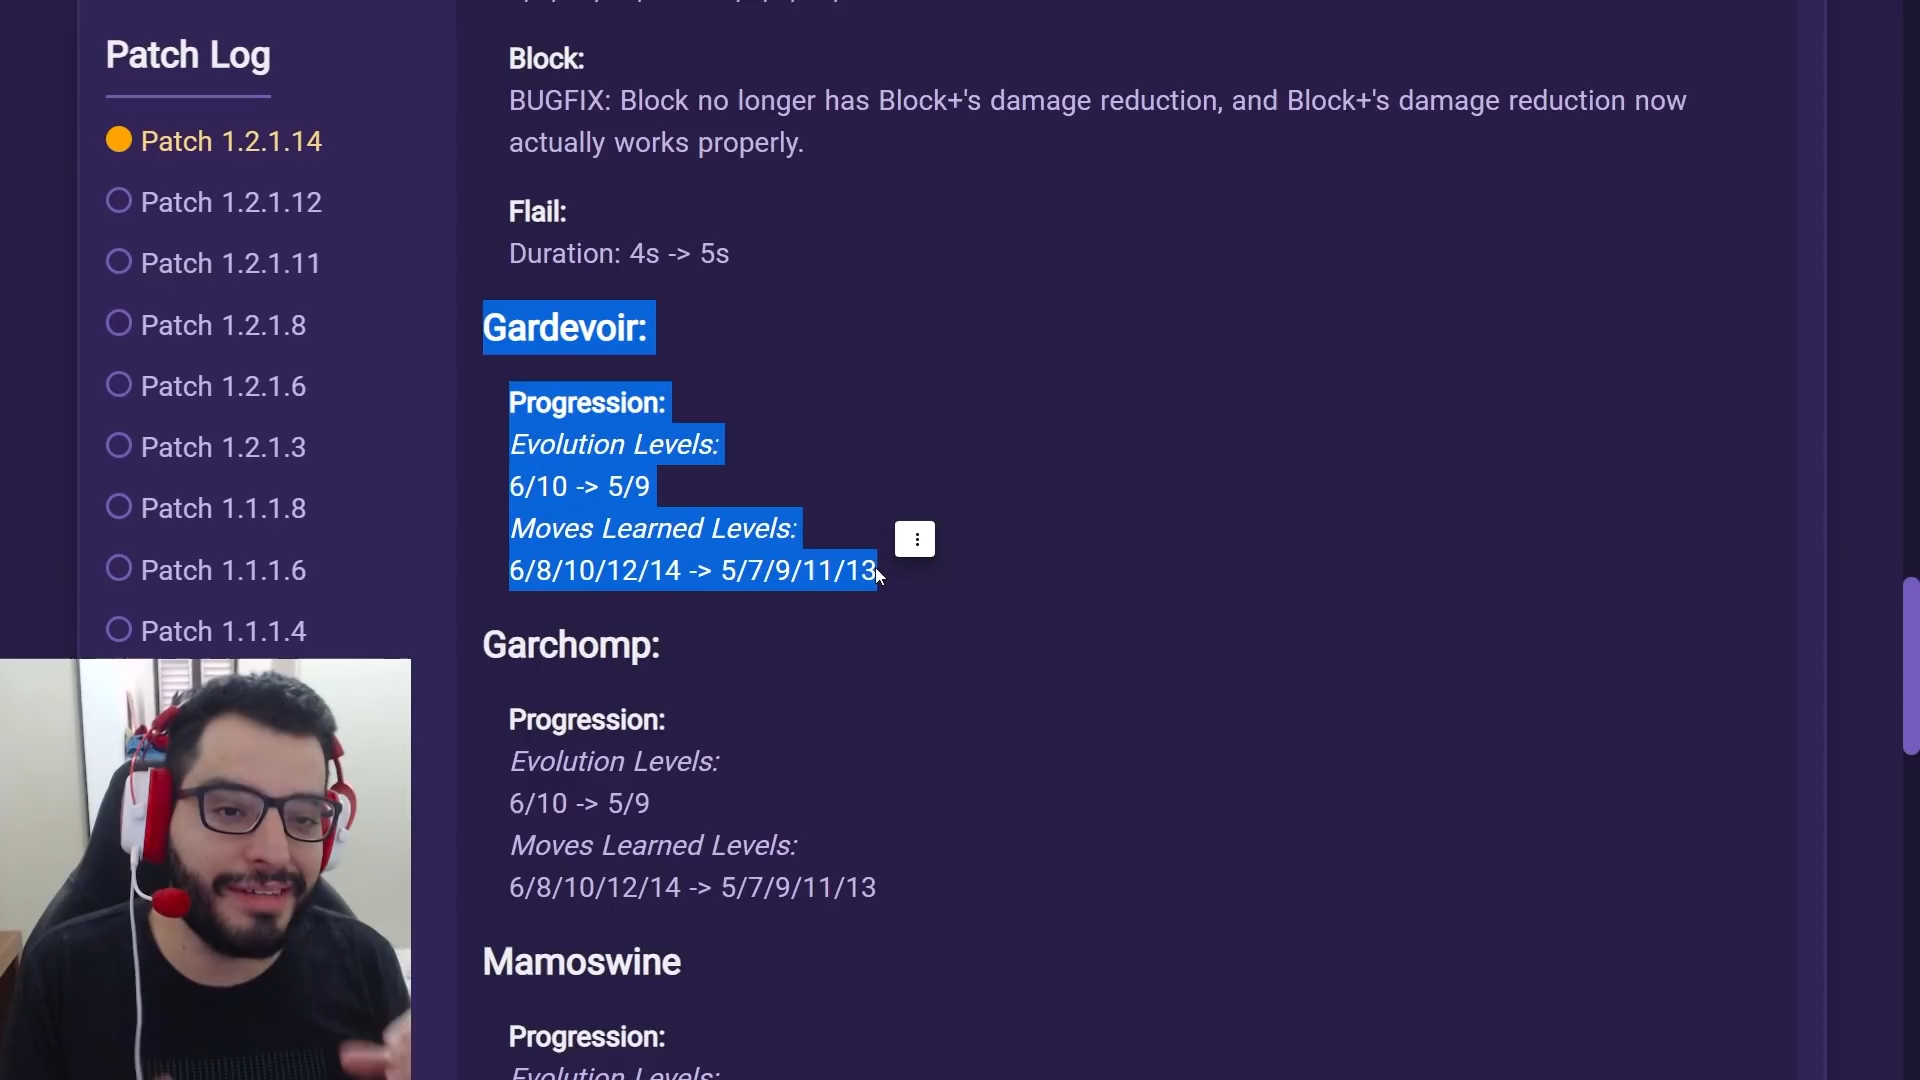 Patch Log
Patch 1.2.1.14
Patch 1.2.1.12
Patch 1.2.1.11
Patch 1.2.1.8
Patch 1.2.1.6
Patch 1.2.1.3
Patch 1.1.1.8
Patch 1.1.1.6
Patch 1.1.1.4
Block:
BUGFIX: Block no longer has Block+'s damage reduction, and Block+'s damage reduction now
actually works properly.
Flail:
Duration: 4s -> 5s
Gardevoir:
Progression:
Evolution Levels:
6/10 -> 5/9
Moves Learned Levels:
6/8/10/12/14 -> 5/7/9/11/13
Garchomp:
Progression:
Evolution Levels:
6/10 -> 5/9
Moves Learned Levels:
6/8/10/12/14 -> 5/7/9/11/13
Mamoswine
Progression:
Evolution Levels: